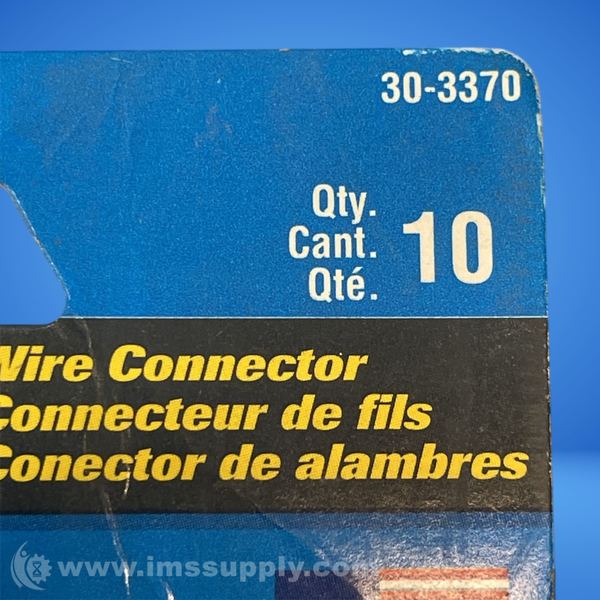 30-3370
Qty.
Cant. 10
Qté.
Wire Connector
Connecteur de fils
Conector de alambres
www.imssupply.com